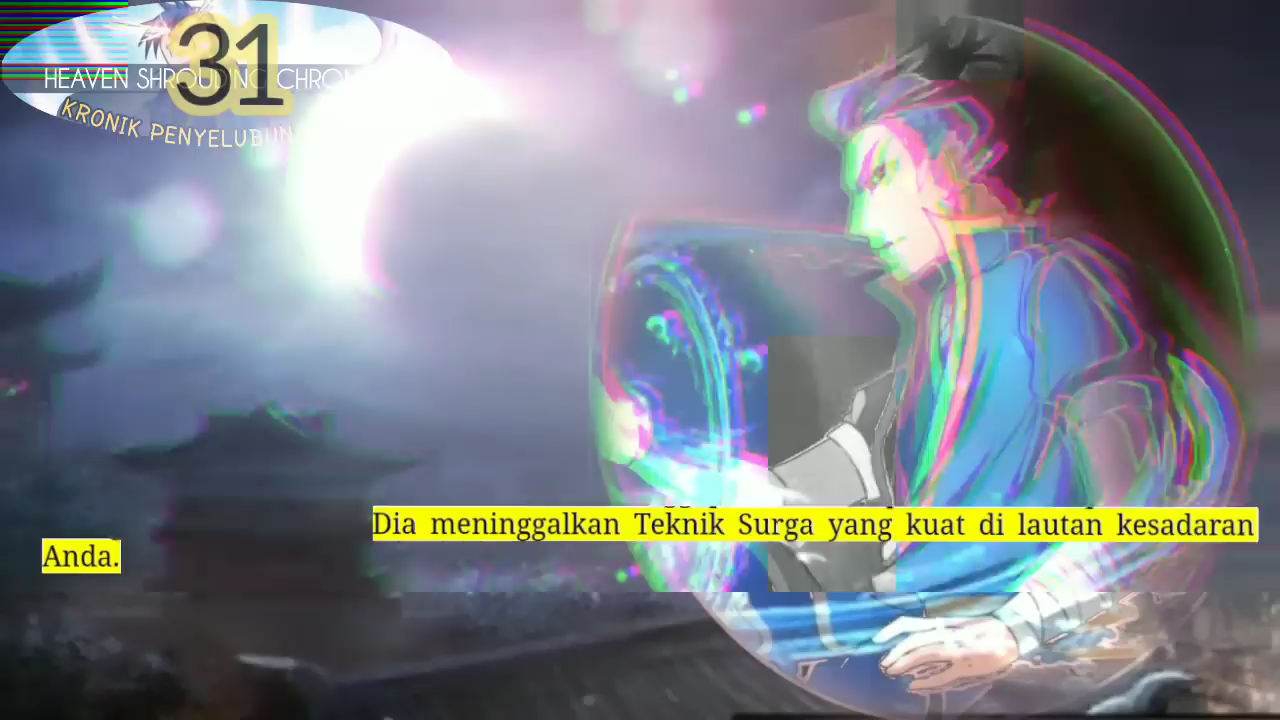 31
HEAVEN SHROUDING CHRO
KRONIK PENYELUBUN
Dia meninggalkan Teknik Surga yang kuat di lautan kesadaran
Anda.